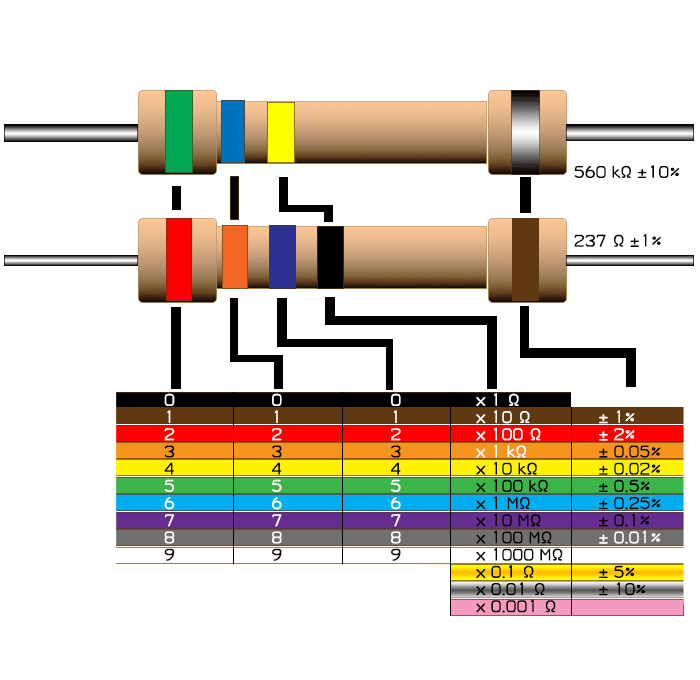 560 kΩ ±10%
237 Ω ±1%
0 0 0 x 1 Ω
1 1 1 x 10 Ω ± 1%
2 2 2 x 100 Ω ± 2%
3 3 3 x 1 kΩ ± 0.05%
4 4 4 x 10 kΩ ± 0.02%
5 5 5 x 100 kΩ ± 0.5%
6 6 6 x 1 MΩ ± 0.25%
7 7 7 x 10 MΩ ± 0.1%
8 8 8 x 100 MΩ ± 0.01%
9 9 9 x 1000 MΩ
x 0.1 Ω ± 5%
x 0.01 Ω ± 10%
x 0.001 Ω